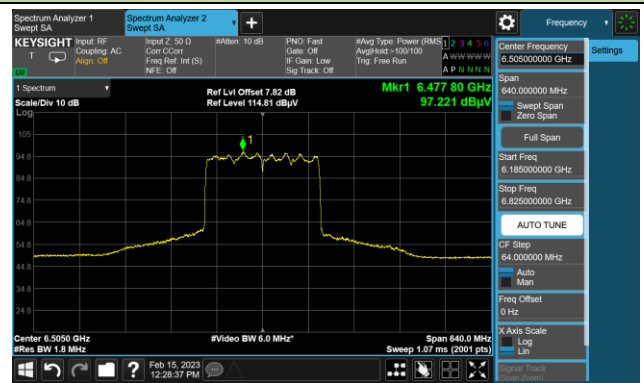 Spectrum Analyzer 1
Swept SA
Spectrum Analyzer 2
Swept SA
Frequency
KEYSIGHT
T
LV
Input: RF
Coupling: AC
Align: Off
Input Z: 50 Ω
Corr CCorr
Freq Ref: Int (S)
NFE: Off
#Atten: 10 dB
PNO: Fast
Gate: Off
IF Gain: Low
Sig Track: Off
#Avg Type: Power (RMS
Avg|Hold:>100/100
Trig: Free Run
1 2 3 4 5 6
A W W W W W
A P N N N N
1 Spectrum
Scale/Div 10 dB
Log
Ref Lvl Offset 7.82 dB
Ref Level 114.81 dBµV
Mkr1 6.477 80 GHz
97.221 dBµV
1
105
94.8
84.8
74.8
64.8
54.8
44.8
34.8
24.8
Center 6.5050 GHz
#Res BW 1.8 MHz
#Video BW 6.0 MHz*
Span 640.0 MHz
Sweep 1.07 ms (2001 pts)
Center Frequency
6.505000000 GHz
Span
640.000000 MHz
Swept Span
Zero Span
Full Span
Start Freq
6.185000000 GHz
Stop Freq
6.825000000 GHz
AUTO TUNE
CF Step
64.000000 MHz
Auto
Man
Freq Offset
0 Hz
X Axis Scale
Log
Lin
Signal Track
(Span Zoom)
Settings
?
Feb 15, 2023
12:28:37 PM